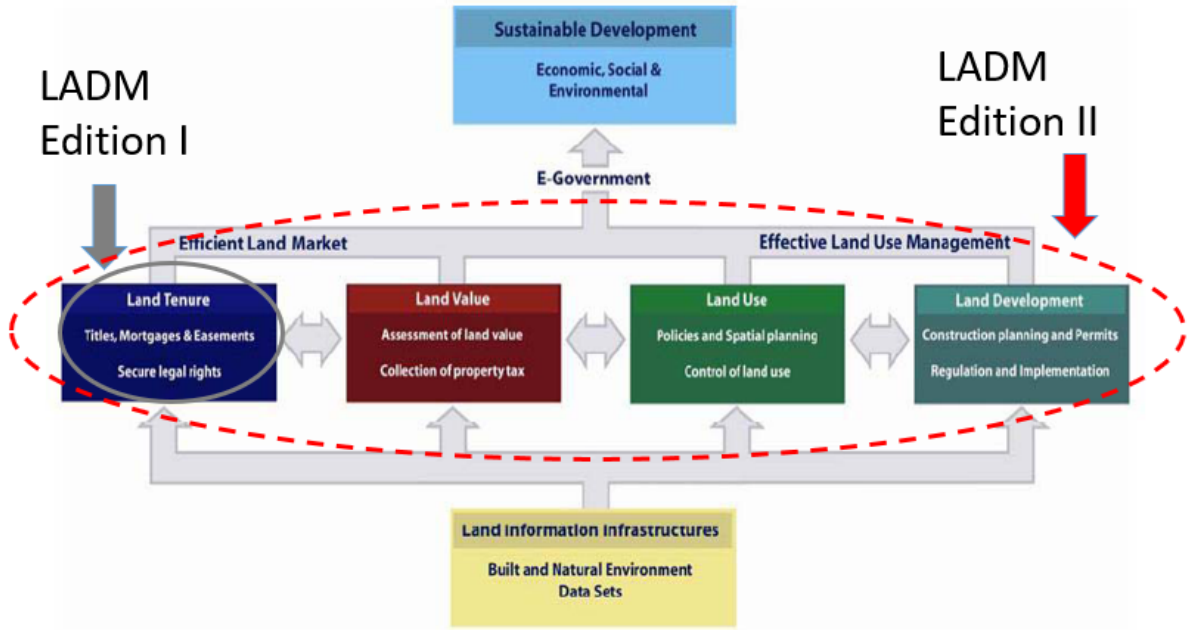 Sustainable Development
Economic, Social &
Environmental
LADM
Edition I
LADM
Edition II
E-Government
Efficient Land Market
Effective Land Use Management
Land Tenure
Titles, Mortgages & Easements
Secure legal rights
Land Value
Assessment of land value
Collection of property tax
Land Use
Policies and Spatial planning
Control of land use
Land Development
Construction planning and Permits
Regulation and Implementation
Land Information Infrastructures
Built and Natural Environment
Data Sets